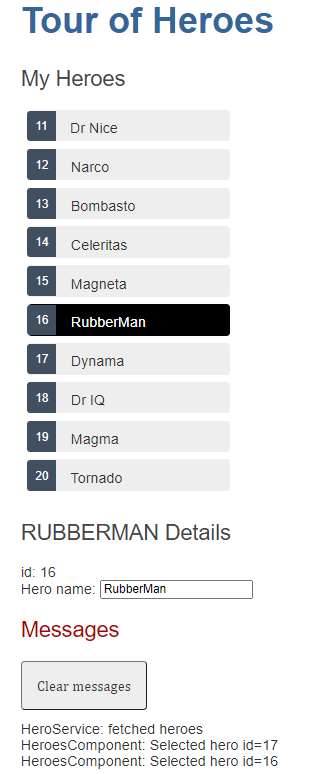 Tour of Heroes
My Heroes
11 Dr Nice
12 Narco
13 Bombasto
14 Celeritas
15 Magneta
16 RubberMan
17 Dynama
18 Dr IQ
19 Magma
20 Tornado
RUBBERMAN Details
id: 16
Hero name: RubberMan
Messages
Clear messages
HeroService: fetched heroes
HeroesComponent: Selected hero id=17
HeroesComponent: Selected hero id=16